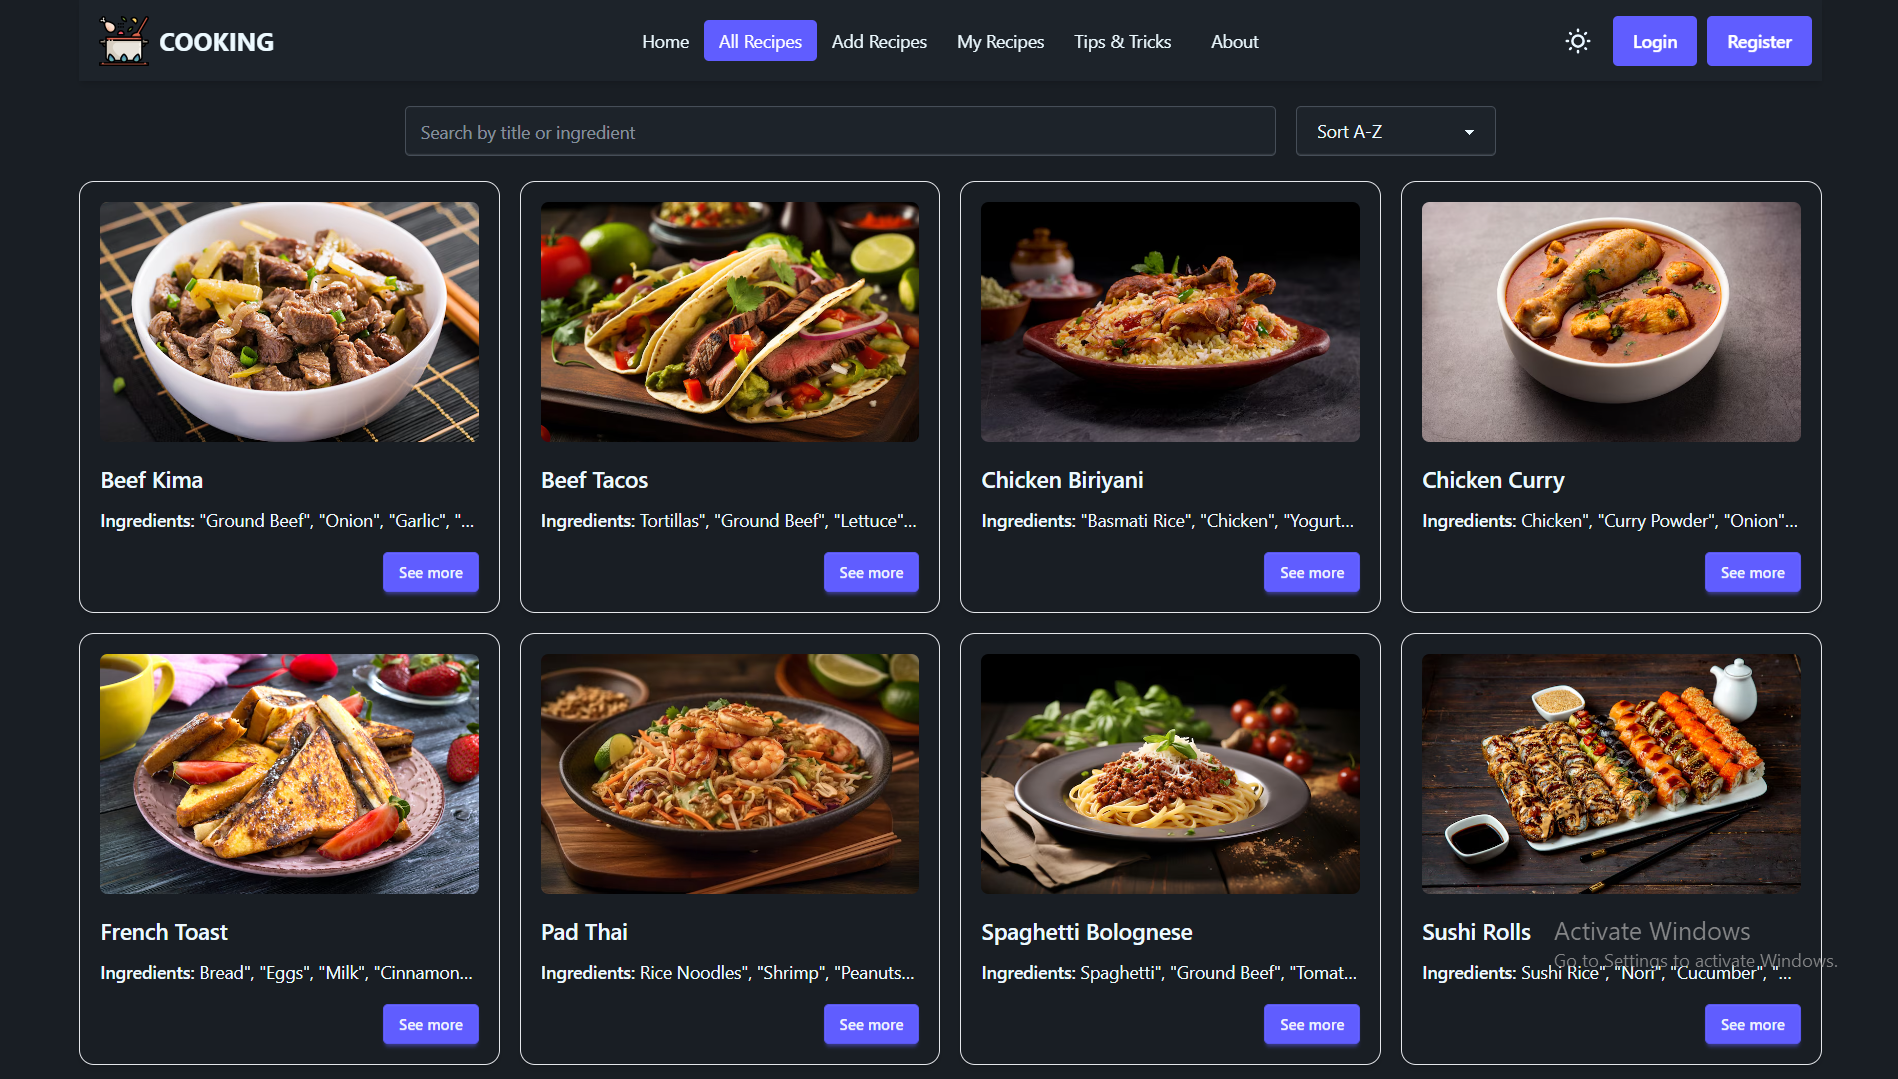 COOKING
Home All Recipes Add Recipes My Recipes Tips & Tricks About
Login Register
Search by title or ingredient
Sort A-Z
Beef Kima
Ingredients: "Ground Beef", "Onion", "Garlic", "...
See more
Beef Tacos
Ingredients: Tortillas", "Ground Beef", "Lettuce"...
See more
Chicken Biriyani
Ingredients: "Basmati Rice", "Chicken", "Yogurt...
See more
Chicken Curry
Ingredients: Chicken", "Curry Powder", "Onion"...
See more
French Toast
Ingredients: Bread", "Eggs", "Milk", "Cinnamon...
See more
Pad Thai
Ingredients: Rice Noodles", "Shrimp", "Peanuts...
See more
Spaghetti Bolognese
Ingredients: Spaghetti", "Ground Beef", "Tomat...
See more
Sushi Rolls
Ingredients: Sushi Rice", "Nori", "Cucumber", "...
See more
Activate Windows
Go to Settings to activate Windows.